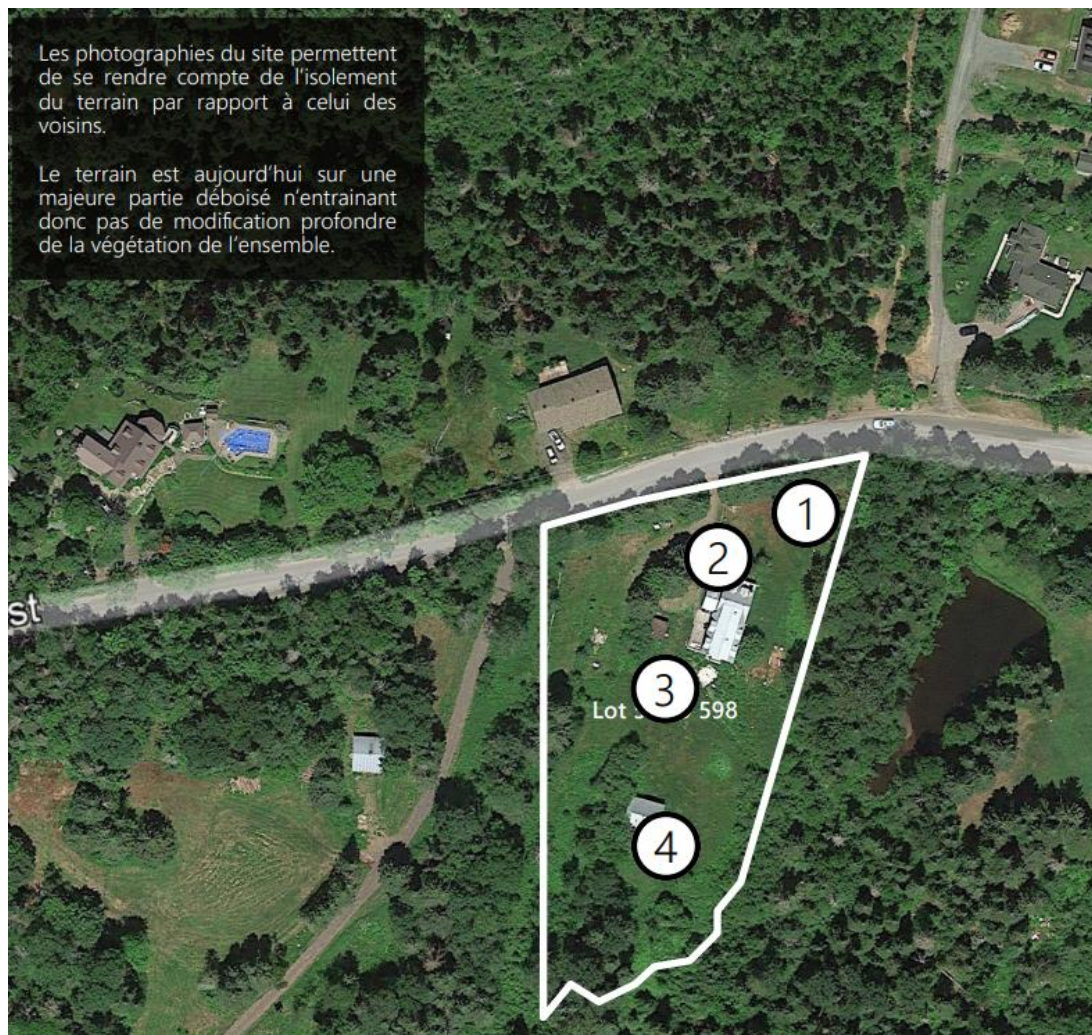 Les photographies du site permettent
de se rendre compte de l'isolement
du terrain par rapport à celui des
voisins.
Le terrain est aujourd'hui sur une
majeure partie déboisé n'entrainant
donc pas de modification profondre
de la végétation de l'ensemble.
1
2
st
3
Lot 598
4